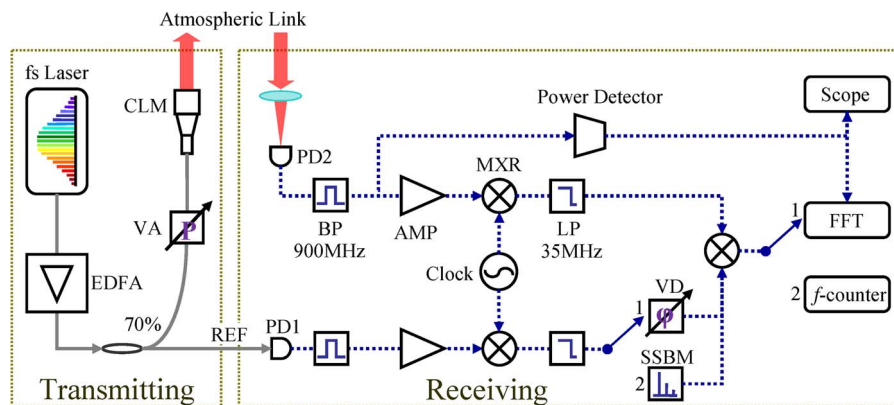 Atmospheric Link
fs Laser
CLM
VA
P
EDFA
70%
REF
Transmitting
PD2
BP
900MHz
AMP
MXR
LP
35MHz
Power Detector
Scope
1
FFT
2
f-counter
Clock
PD1
1
VD
φ
SSBM
2
Receiving